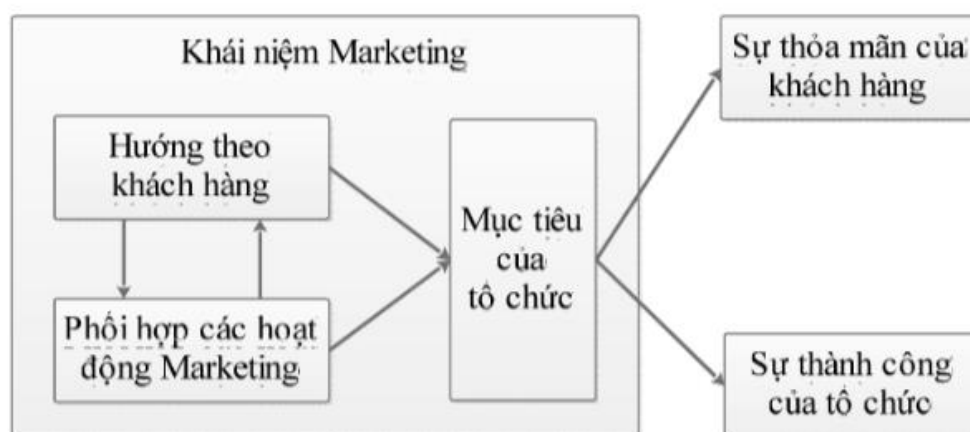 Khái niệm Marketing
Hướng theo
khách hàng
Phối hợp các hoạt
động Marketing
Mục tiêu
của
tổ chức
Sự thỏa mãn của
khách hàng
Sự thành công
của tổ chức